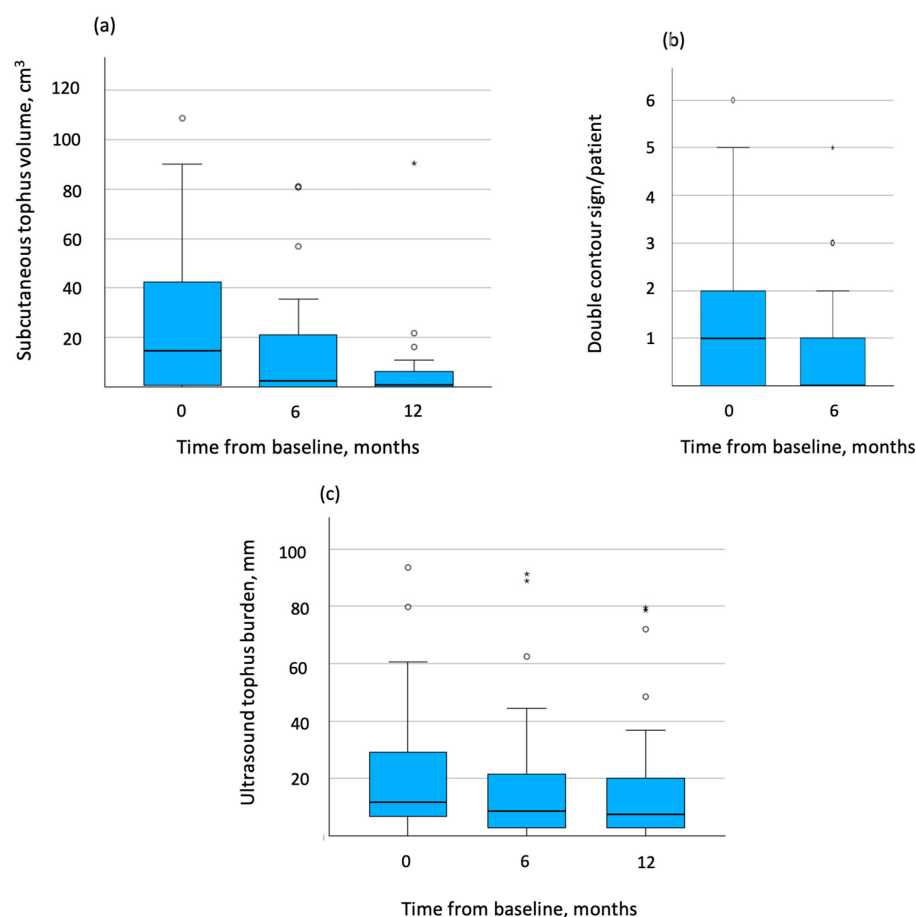 (a)
Subcutaneous tophus volume, cm³
120
100
80
60
40
20
0 6 12
Time from baseline, months
(b)
Double contour sign/patient
6
5
4
3
2
1
0 6
Time from baseline, months
(c)
Ultrasound tophus burden, mm
100
80
60
40
20
0 6 12
Time from baseline, months